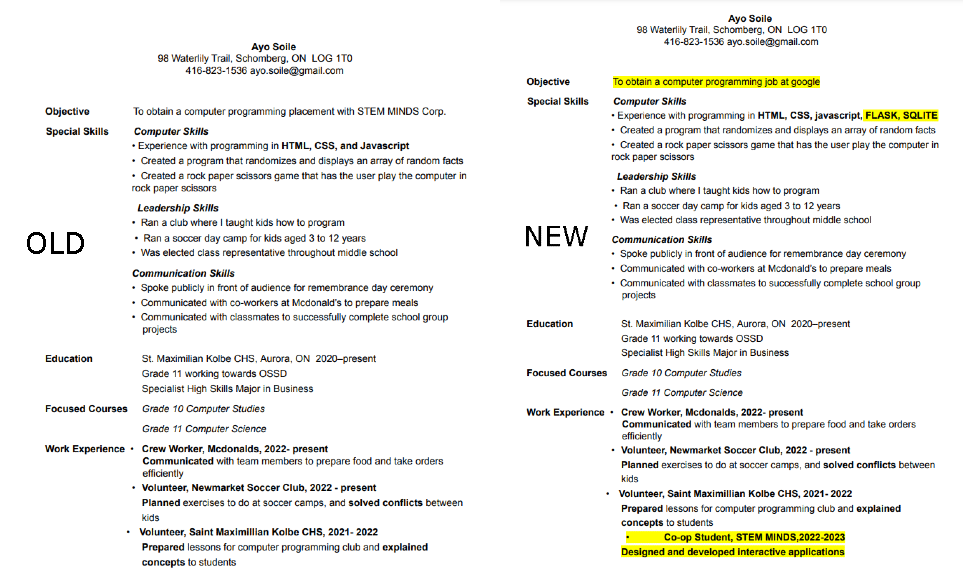 Ayo Soile
98 Waterlily Trail, Schomberg, ON  LOG 1T0
416-823-1536 ayo.soile@gmail.com
Objective To obtain a computer programming placement with STEM MINDS Corp.
Special Skills Computer Skills
• Experience with programming in HTML, CSS, and Javascript
• Created a program that randomizes and displays an array of random facts
• Created a rock paper scissors game that has the user play the computer in
rock paper scissors
Leadership Skills
• Ran a club where I taught kids how to program
• Ran a soccer day camp for kids aged 3 to 12 years
• Was elected class representative throughout middle school
OLD
Communication Skills
• Spoke publicly in front of audience for remembrance day ceremony
• Communicated with co-workers at Mcdonald's to prepare meals
• Communicated with classmates to successfully complete school group
projects
Education St. Maximilian Kolbe CHS, Aurora, ON  2020–present
Grade 11 working towards OSSD
Specialist High Skills Major in Business
Focused Courses Grade 10 Computer Studies
Grade 11 Computer Science
Work Experience • Crew Worker, Mcdonalds, 2022- present
Communicated with team members to prepare food and take orders
efficiently
• Volunteer, Newmarket Soccer Club, 2022 - present
Planned exercises to do at soccer camps, and solved conflicts between
kids
• Volunteer, Saint Maximillian Kolbe CHS, 2021- 2022
Prepared lessons for computer programming club and explained
concepts to students
Ayo Soile
98 Waterlily Trail, Schomberg, ON  LOG 1T0
416-823-1536 ayo.soile@gmail.com
Objective To obtain a computer programming job at google
Special Skills Computer Skills
• Experience with programming in HTML, CSS, javascript, FLASK, SQLITE
• Created a program that randomizes and displays an array of random facts
• Created a rock paper scissors game that has the user play the computer in
rock paper scissors
Leadership Skills
• Ran a club where I taught kids how to program
• Ran a soccer day camp for kids aged 3 to 12 years
• Was elected class representative throughout middle school
NEW
Communication Skills
• Spoke publicly in front of audience for remembrance day ceremony
• Communicated with co-workers at Mcdonald's to prepare meals
• Communicated with classmates to successfully complete school group
projects
Education St. Maximilian Kolbe CHS, Aurora, ON  2020–present
Grade 11 working towards OSSD
Specialist High Skills Major in Business
Focused Courses Grade 10 Computer Studies
Grade 11 Computer Science
Work Experience • Crew Worker, Mcdonalds, 2022- present
Communicated with team members to prepare food and take orders
efficiently
• Volunteer, Newmarket Soccer Club, 2022 - present
Planned exercises to do at soccer camps, and solved conflicts between
kids
• Volunteer, Saint Maximillian Kolbe CHS, 2021- 2022
Prepared lessons for computer programming club and explained
concepts to students
• Co-op Student, STEM MINDS,2022-2023
Designed and developed interactive applications